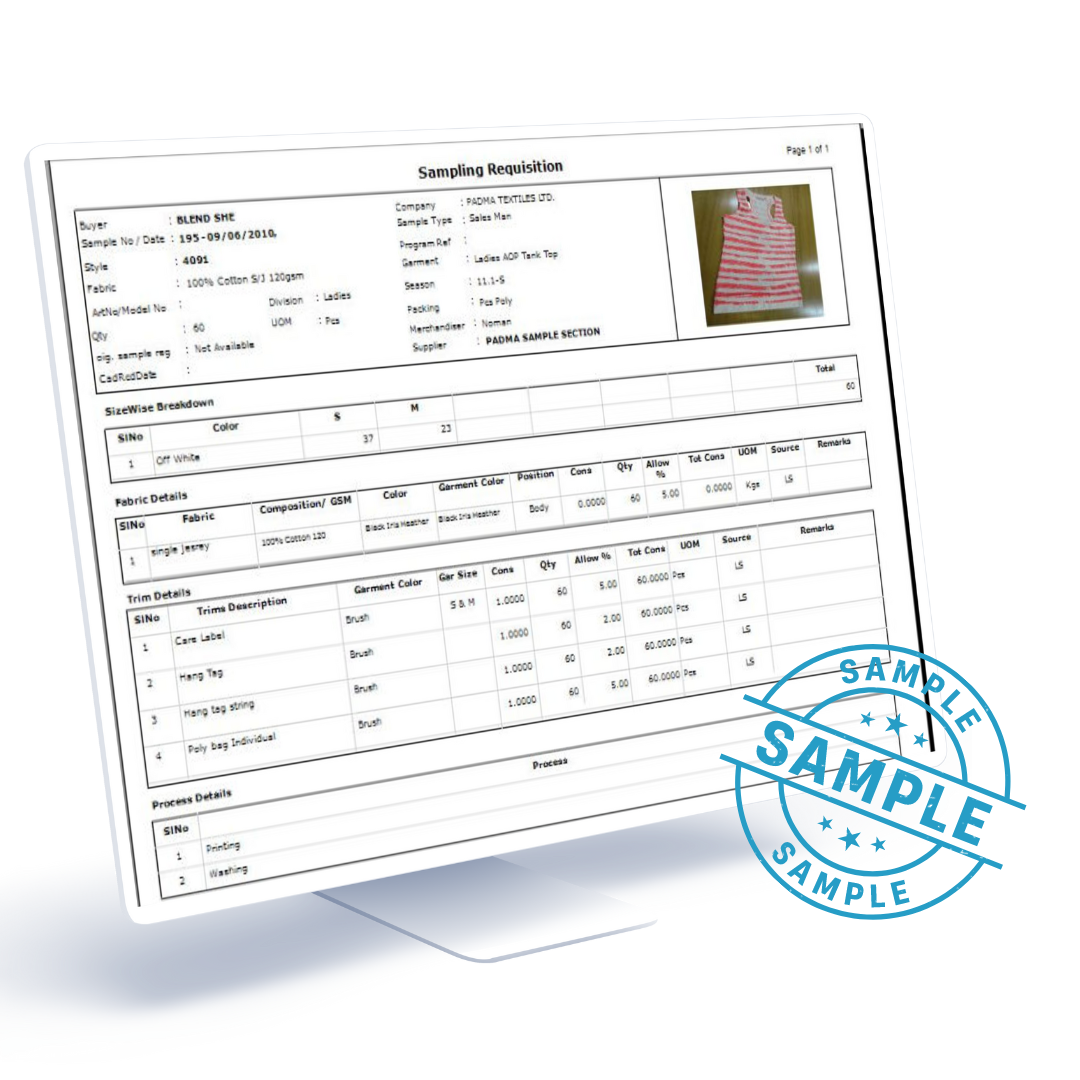 Page 1 of 1
Sampling Requisition
Buyer : BLEND SHE
Sample No / Date : 195-09/06/2010,
Style : 4091
Fabric : 100% Cotton S/J 120gsm
ArtNo/Model No : Division : Ladies
Qty : 60 UOM : Pcs
oig. sample reg : Not Available
CadRcdDate :
Company : PADMA TEXTILES LTD.
Sample Type : Sales Man
Program Ref :
Garment : Ladies AOP Tank Top
Season : 11.1-S
Packing : Pcs Poly
Merchandiser : Noman
Supplier : PADMA SAMPLE SECTION
SizeWise Breakdown
SlNo Color S M Total
1 Off White 37 23 60
Fabric Details
SlNo Fabric Composition/ GSM Color Garment Color Position Cons Qty Allow % Tot Cons UOM Source Remarks
1 single jesrey 100% Cotton 120 Black Iris Heather Black Iris Heather Body 0.0000 60 5.00 0.0000 Kgs LS
Trim Details
SlNo Trims Description Garment Color Gar Size Cons Qty Allow % Tot Cons UOM Source Remarks
1 Care Label Brush S & M 1.0000 60 5.00 60.0000 Pcs LS
2 Hang Tag Brush 1.0000 60 2.00 60.0000 Pcs LS
3 Hang tag string Brush 1.0000 60 2.00 60.0000 Pcs LS
4 Poly bag Individual Brush 1.0000 60 5.00 60.0000 Pcs LS
Process Details
SlNo Process
1 Printing
2 Washing
SAMPLE
SAMPLE
SAMPLE